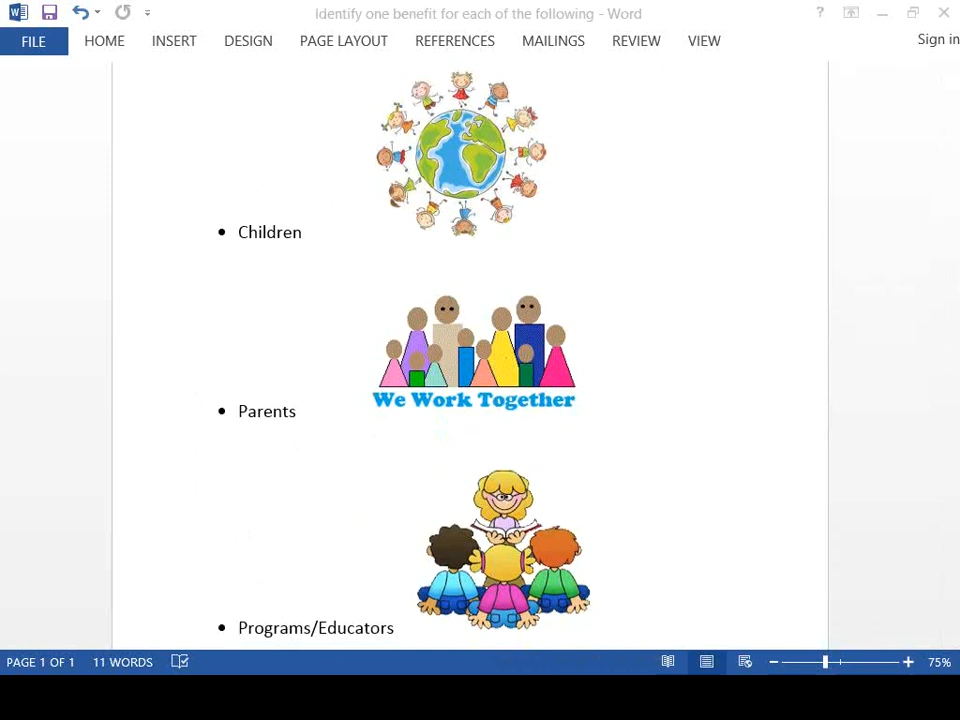 Identify one benefit for each of the following - Word
?
FILE HOME INSERT DESIGN PAGE LAYOUT REFERENCES MAILINGS REVIEW VIEW Sign in
• Children
We Work Together
• Parents
• Programs/Educators
PAGE 1 OF 1 11 WORDS 75%